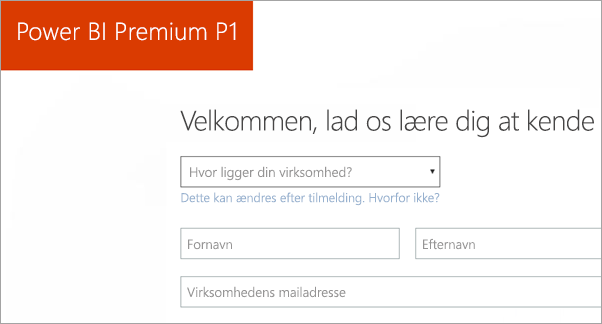 Power BI Premium P1
Velkommen, lad os lære dig at kende
Hvor ligger din virksomhed?
Dette kan ændres efter tilmelding. Hvorfor ikke?
Fornavn Efternavn
Virksomhedens mailadresse